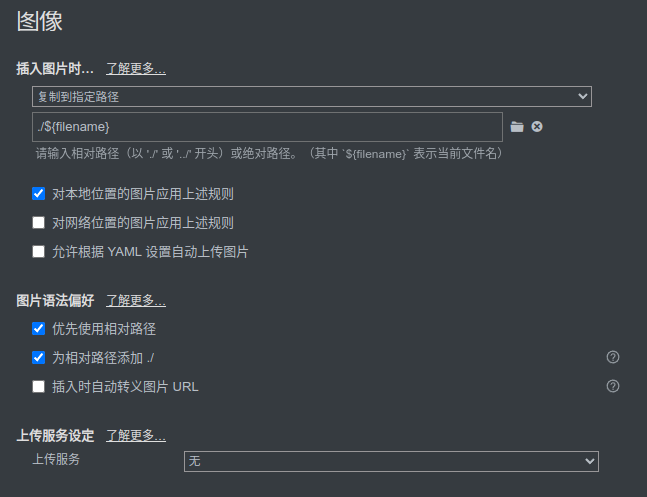 图像
插入图片时… 了解更多…
复制到指定路径
./${filename}
请输入相对路径（以 './' 或 '../' 开头）或绝对路径。（其中 `${filename}` 表示当前文件名）
对本地位置的图片应用上述规则
对网络位置的图片应用上述规则
允许根据 YAML 设置自动上传图片
图片语法偏好 了解更多…
优先使用相对路径
为相对路径添加 ./
插入时自动转义图片 URL
上传服务设定 了解更多…
上传服务 无